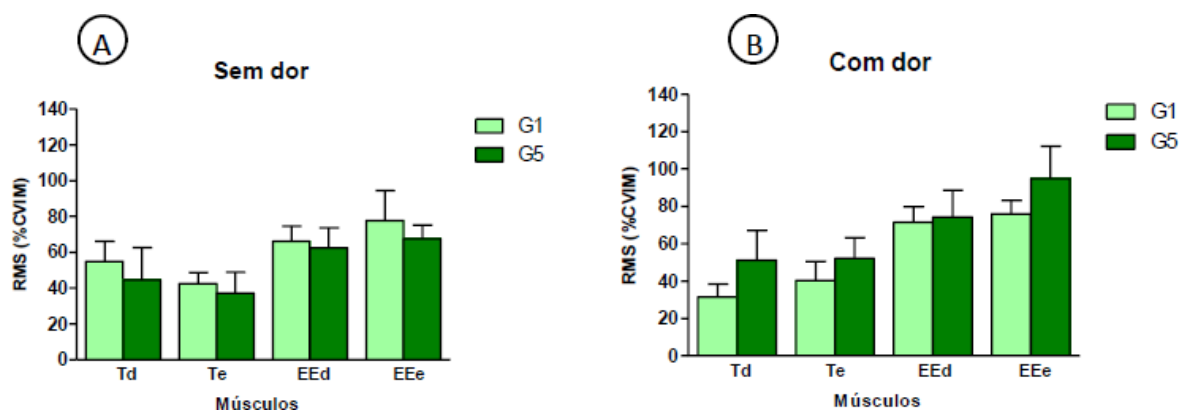 A
Sem dor
RMS (%CVIM)
140
120
100
80
60
40
20
0
Td Te EEd EEe
Músculos
G1
G5
B
Com dor
RMS (%CVIM)
140
120
100
80
60
40
20
0
Td Te EEd EEe
Músculos
G1
G5